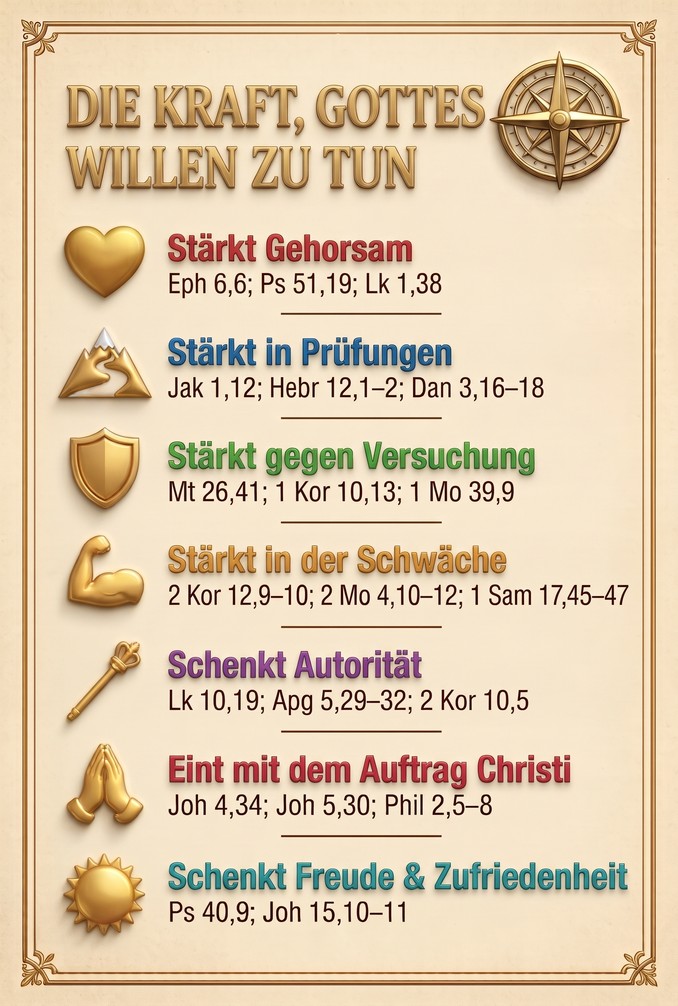 DIE KRAFT, GOTTES
WILLEN ZU TUN
Stärkt Gehorsam
Eph 6,6; Ps 51,19; Lk 1,38
Stärkt in Prüfungen
Jak 1,12; Hebr 12,1–2; Dan 3,16–18
Stärkt gegen Versuchung
Mt 26,41; 1 Kor 10,13; 1 Mo 39,9
Stärkt in der Schwäche
2 Kor 12,9–10; 2 Mo 4,10–12; 1 Sam 17,45–47
Schenkt Autorität
Lk 10,19; Apg 5,29–32; 2 Kor 10,5
Eint mit dem Auftrag Christi
Joh 4,34; Joh 5,30; Phil 2,5–8
Schenkt Freude & Zufriedenheit
Ps 40,9; Joh 15,10–11